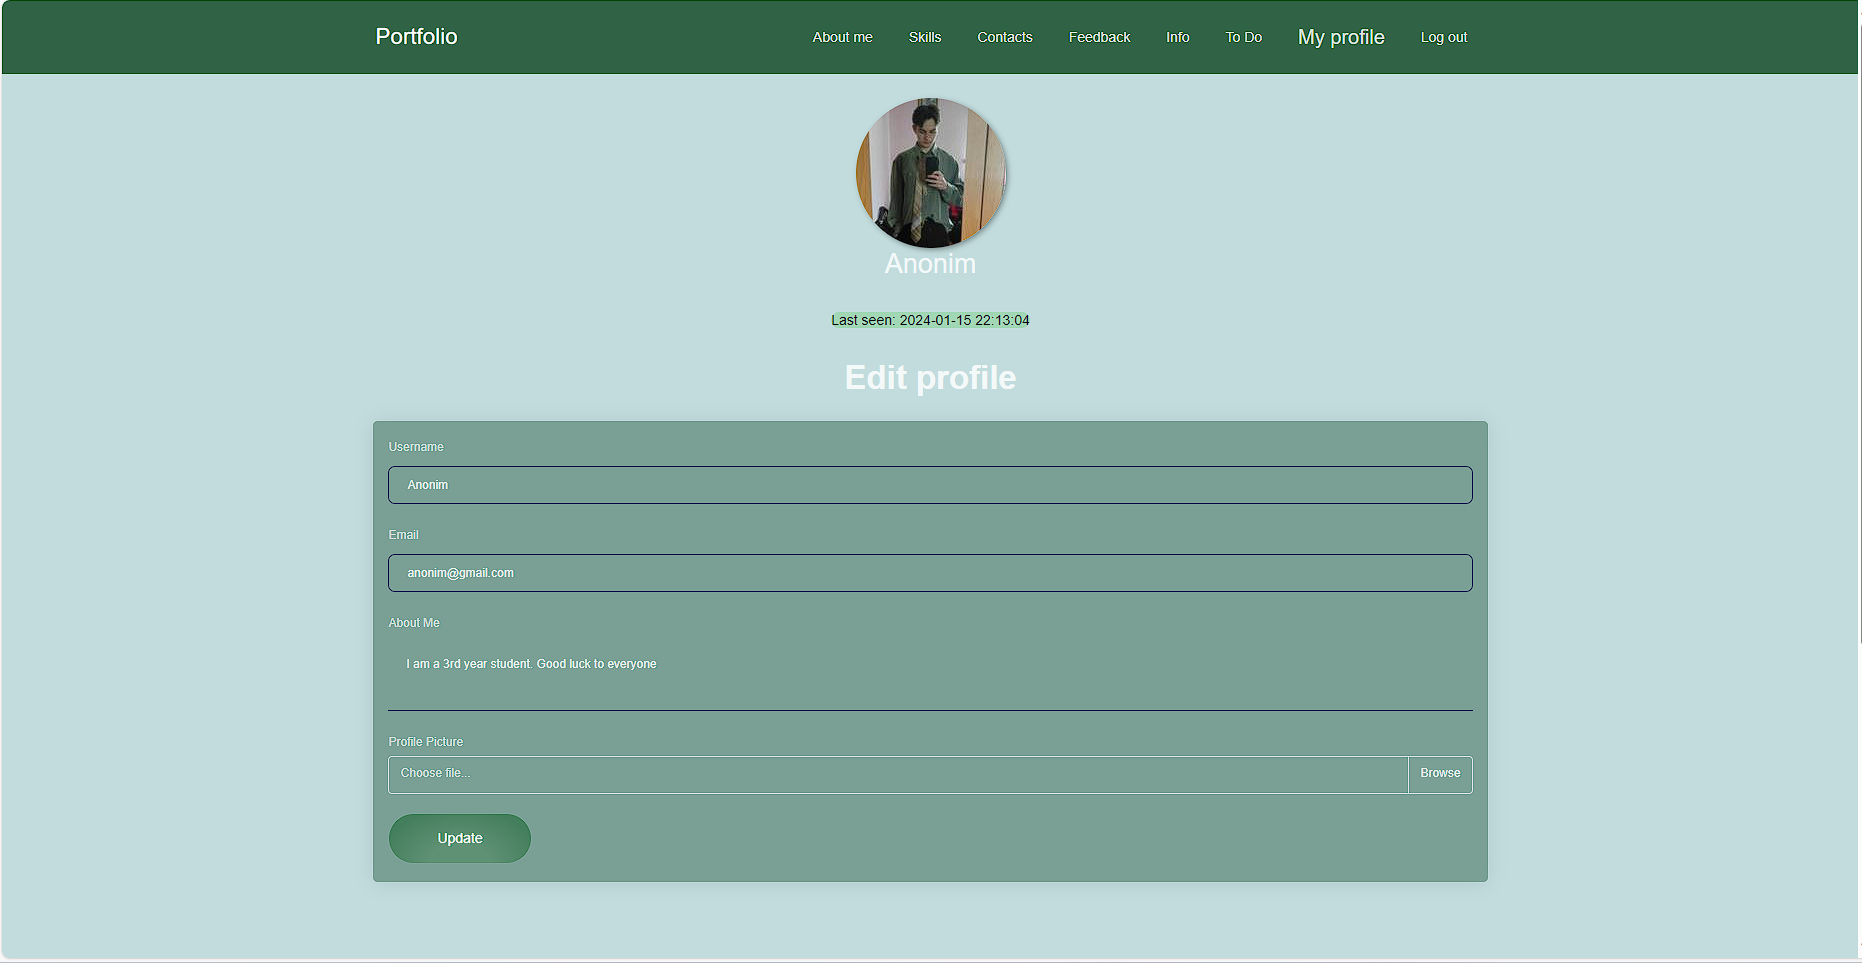 Portfolio About me Skills Contacts Feedback Info To Do My profile Log out
Anonim
Last seen: 2024-01-15 22:13:04
Edit profile
Username
Anonim
Email
anonim@gmail.com
About Me
I am a 3rd year student. Good luck to everyone
Profile Picture
Choose file... Browse
Update